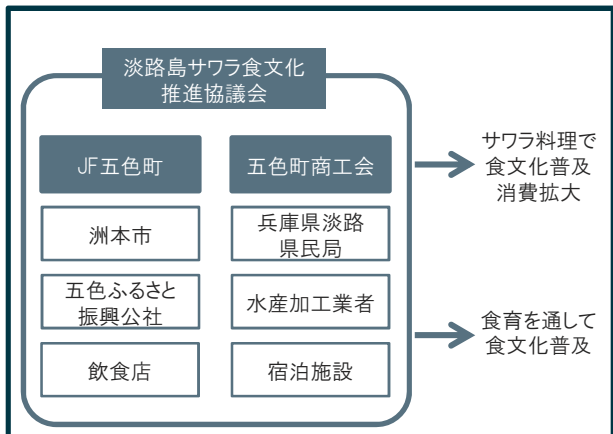 淡路島サワラ食文化
推進協議会
JF五色町
五色町商工会
洲本市
兵庫県淡路
県民局
五色ふるさと
振興公社
水産加工業者
飲食店
宿泊施設
サワラ料理で
食文化普及
消費拡大
食育を通して
食文化普及